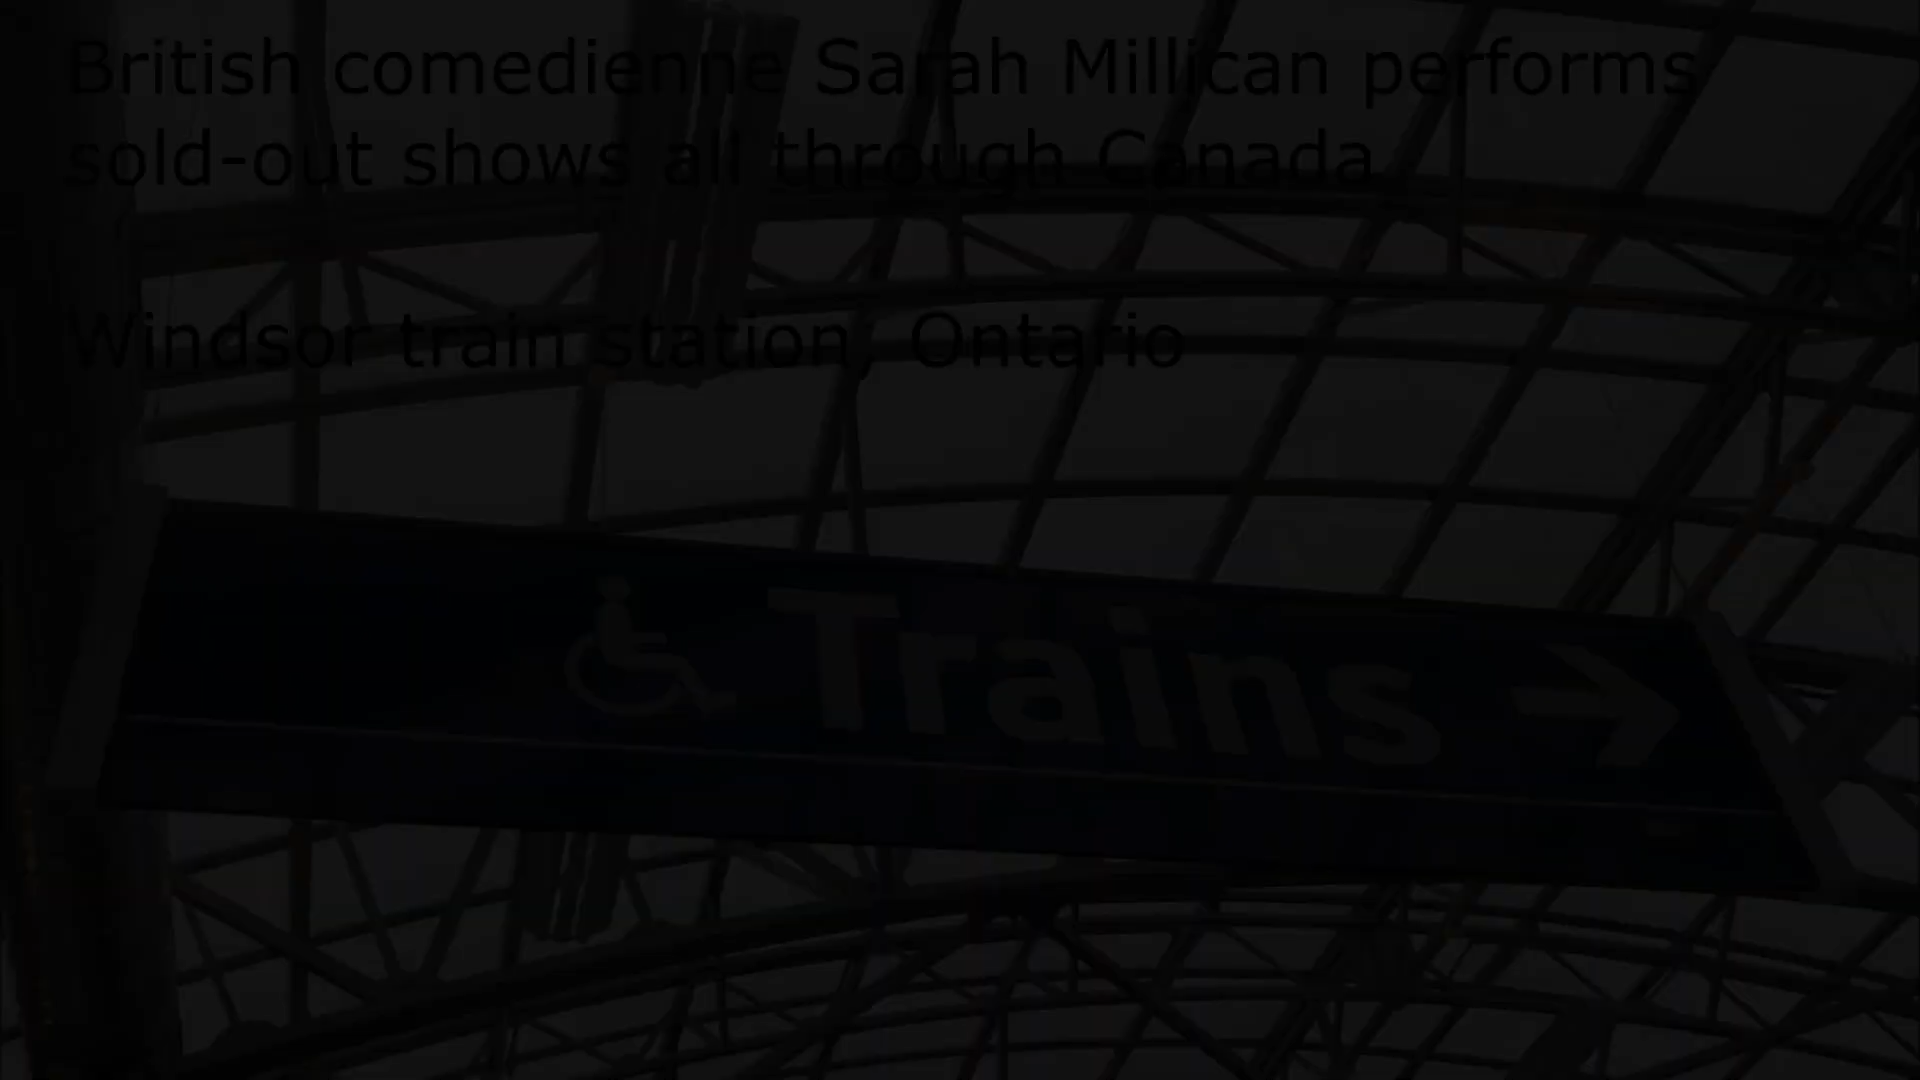 British comedienne Sarah Millican performs
sold-out shows all through Canada
Windsor train station, Ontario
Trains →